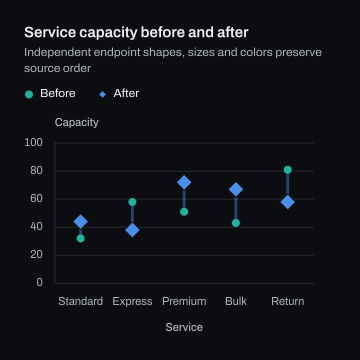 Service capacity before and after
Independent endpoint shapes, sizes and colors preserve
source order
Before After
Capacity
100
80
60
40
20
0
Standard Express Premium Bulk Return
Service